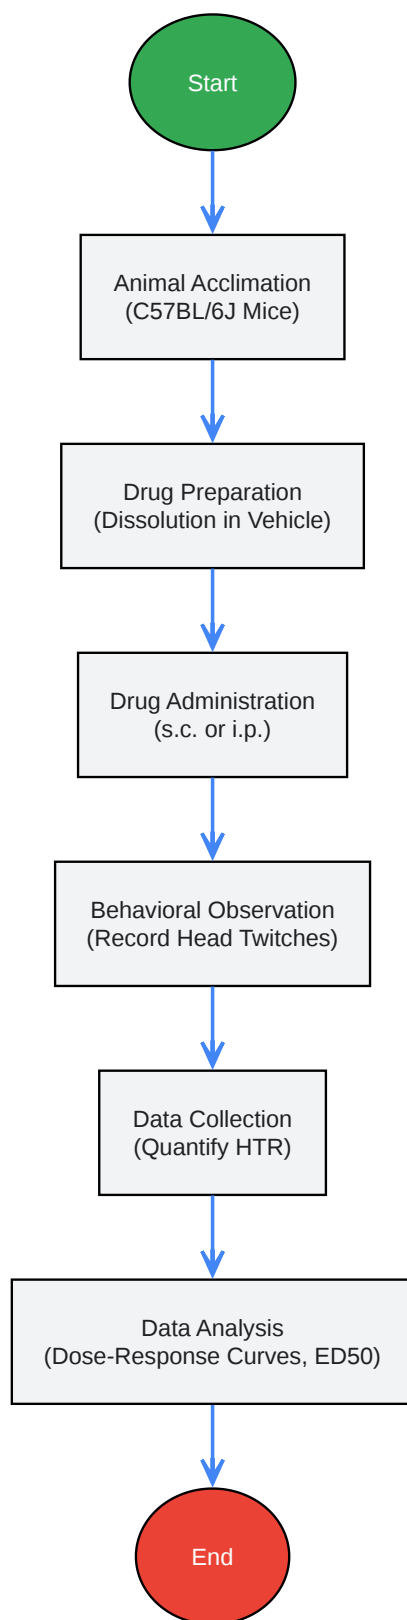 Start
Animal Acclimation
(C57BL/6J Mice)
Drug Preparation
(Dissolution in Vehicle)
Drug Administration
(s.c. or i.p.)
Behavioral Observation
(Record Head Twitches)
Data Collection
(Quantify HTR)
Data Analysis
(Dose-Response Curves, ED50)
End